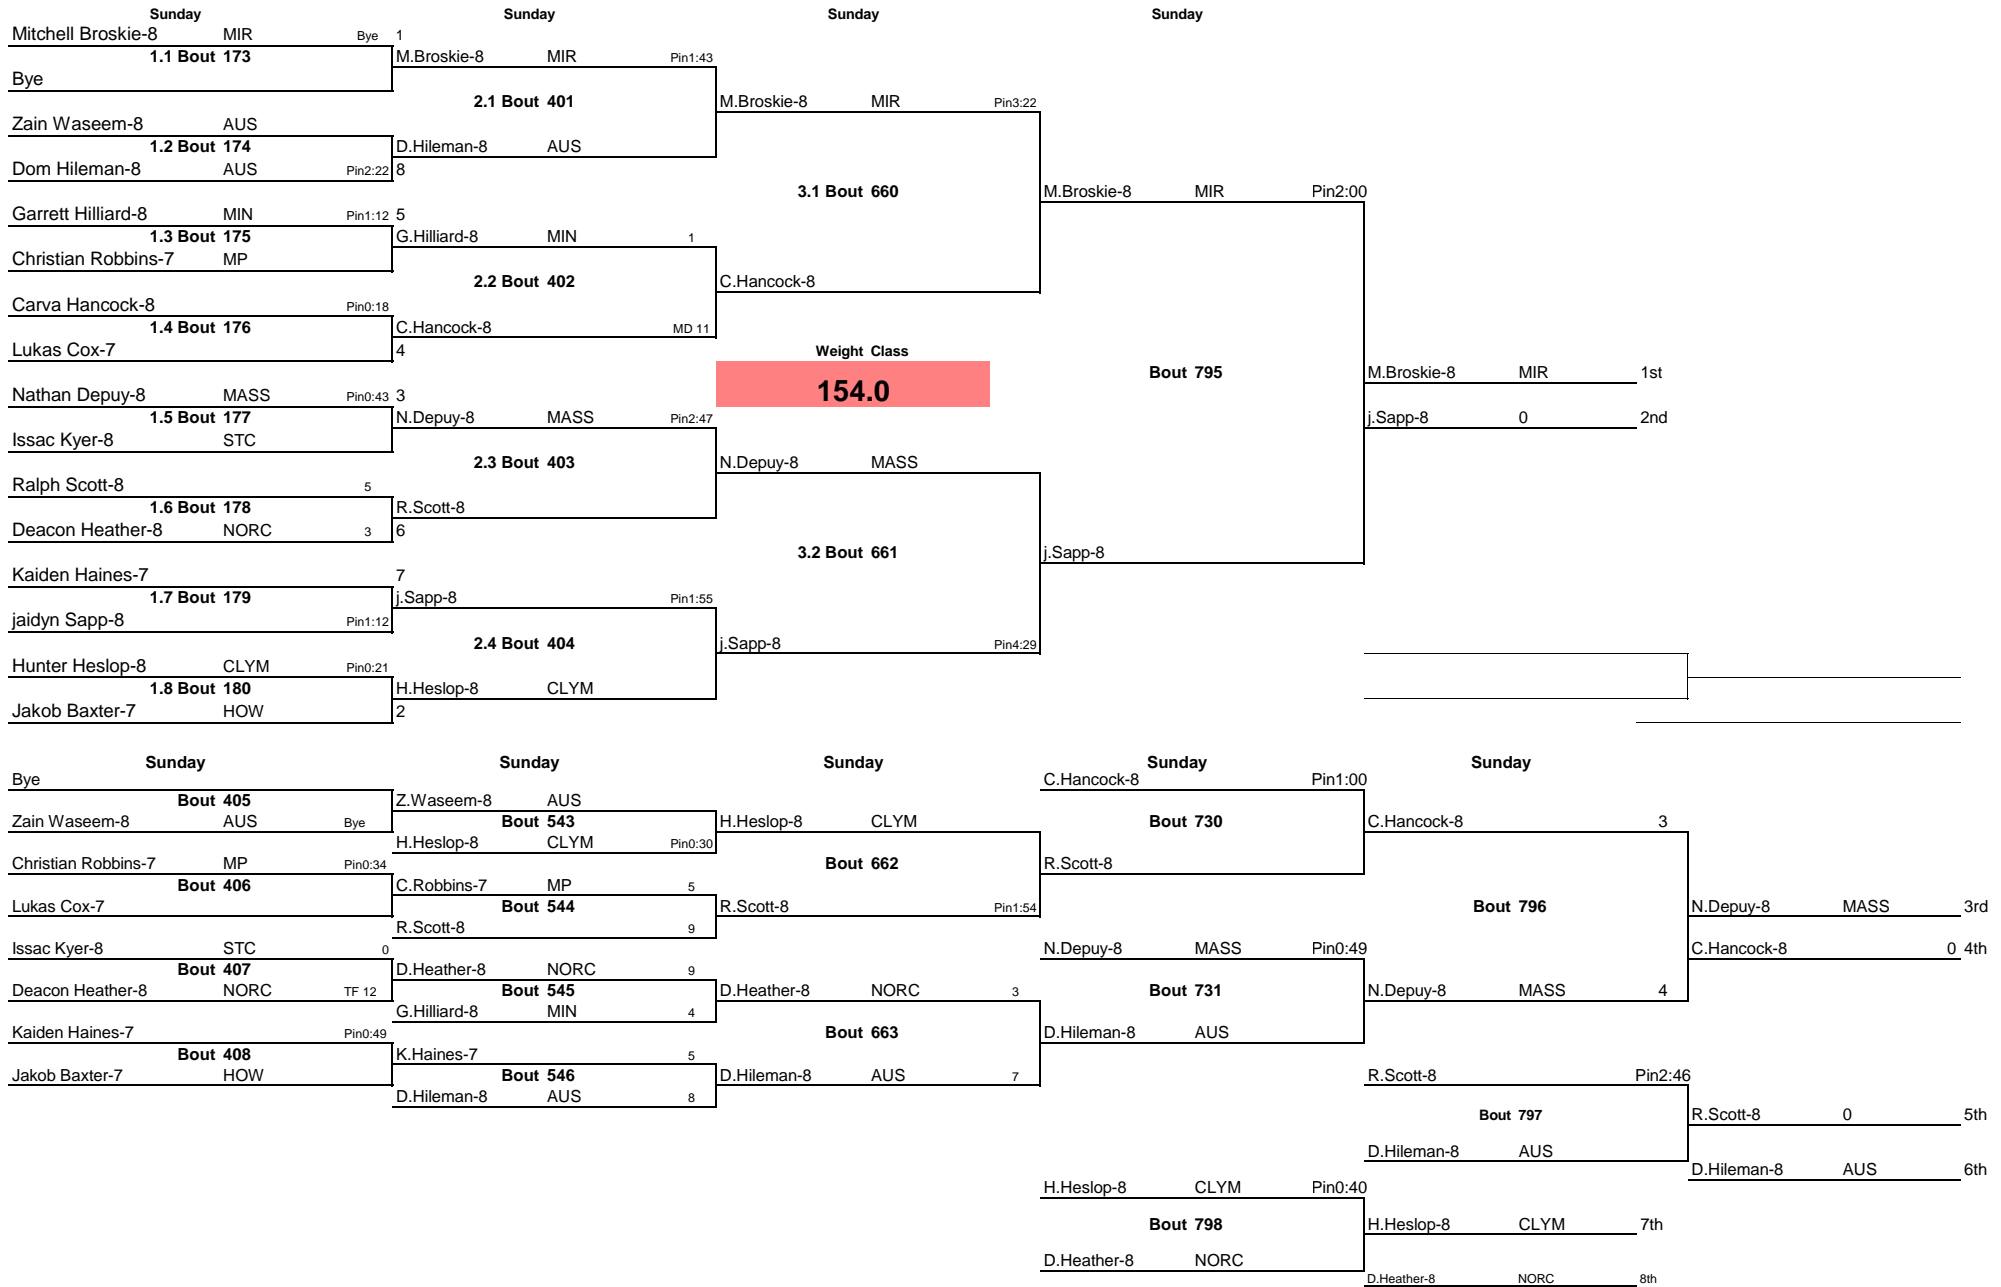 Sunday Sunday Sunday Sunday
Mitchell Broskie-8 MIR Bye 1
1.1 Bout 173 M.Broskie-8 MIR Pin1:43
Bye
2.1 Bout 401 M.Broskie-8 MIR Pin3:22
Zain Waseem-8 AUS
1.2 Bout 174 D.Hileman-8 AUS
Dom Hileman-8 AUS Pin2:22 8
3.1 Bout 660 M.Broskie-8 MIR Pin2:00
Garrett Hilliard-8 MIN Pin1:12 5
1.3 Bout 175 G.Hilliard-8 MIN 1
Christian Robbins-7 MP
2.2 Bout 402 C.Hancock-8
Carva Hancock-8 Pin0:18
1.4 Bout 176 C.Hancock-8 MD 11
Lukas Cox-7 4 Weight Class
Bout 795 M.Broskie-8 MIR 1st
Nathan Depuy-8 MASS Pin0:43 3 154.0
1.5 Bout 177 N.Depuy-8 MASS Pin2:47 j.Sapp-8 0 2nd
Issac Kyer-8 STC
2.3 Bout 403 N.Depuy-8 MASS
Ralph Scott-8 5
1.6 Bout 178 R.Scott-8
Deacon Heather-8 NORC 3 6
3.2 Bout 661 j.Sapp-8
Kaiden Haines-7 7
1.7 Bout 179 j.Sapp-8 Pin1:55
jaidyn Sapp-8 Pin1:12
2.4 Bout 404 j.Sapp-8 Pin4:29
Hunter Heslop-8 CLYM Pin0:21
1.8 Bout 180 H.Heslop-8 CLYM
Jakob Baxter-7 HOW 2
Sunday Sunday Sunday Sunday Sunday
Bye C.Hancock-8 Pin1:00
Bout 405 Z.Waseem-8 AUS
Zain Waseem-8 AUS Bye Bout 543 H.Heslop-8 CLYM Bout 730 C.Hancock-8 3
H.Heslop-8 CLYM Pin0:30
Christian Robbins-7 MP Pin0:34 Bout 662 R.Scott-8
Bout 406 C.Robbins-7 MP 5
Lukas Cox-7 Bout 544 R.Scott-8 Pin1:54 Bout 796 N.Depuy-8 MASS 3rd
R.Scott-8 9
Issac Kyer-8 STC 0 N.Depuy-8 MASS Pin0:49 C.Hancock-8 0 4th
Bout 407 D.Heather-8 NORC 9
Deacon Heather-8 NORC TF 12 Bout 545 D.Heather-8 NORC 3 Bout 731 N.Depuy-8 MASS 4
G.Hilliard-8 MIN 4
Kaiden Haines-7 Pin0:49 Bout 663 D.Hileman-8 AUS
Bout 408 K.Haines-7 5
Jakob Baxter-7 HOW Bout 546 D.Hileman-8 AUS 7 R.Scott-8 Pin2:46
D.Hileman-8 AUS 8
Bout 797 R.Scott-8 0 5th
D.Hileman-8 AUS
D.Hileman-8 AUS 6th
H.Heslop-8 CLYM Pin0:40
Bout 798 H.Heslop-8 CLYM 7th
D.Heather-8 NORC
D.Heather-8 NORC 8th